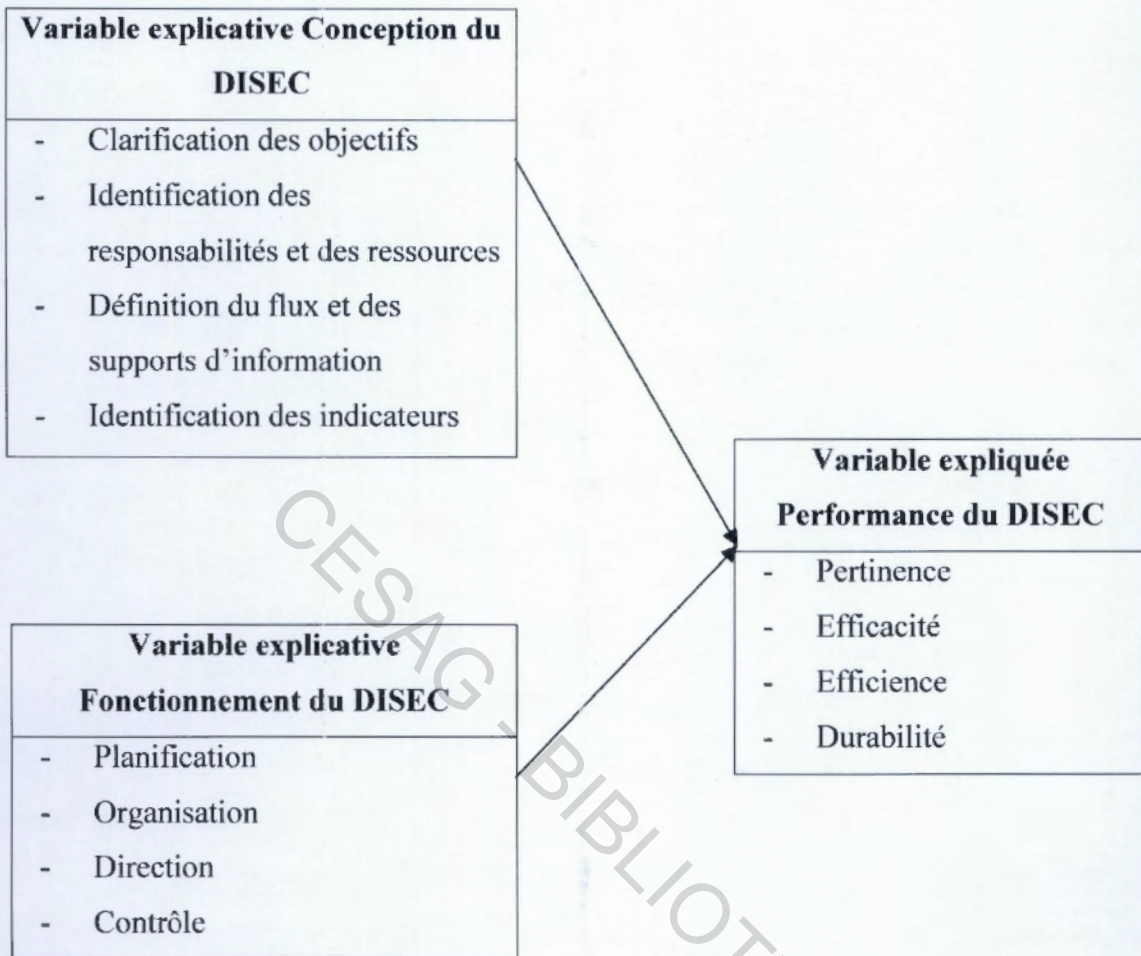 Variable explicative Conception du
DISEC
- Clarification des objectifs
- Identification des
responsabilités et des ressources
- Définition du flux et des
supports d'information
- Identification des indicateurs
Variable expliquée
Performance du DISEC
- Pertinence
- Efficacité
- Efficience
- Durabilité
Variable explicative
Fonctionnement du DISEC
- Planification
- Organisation
- Direction
- Contrôle
CESAG - BIBLIOT